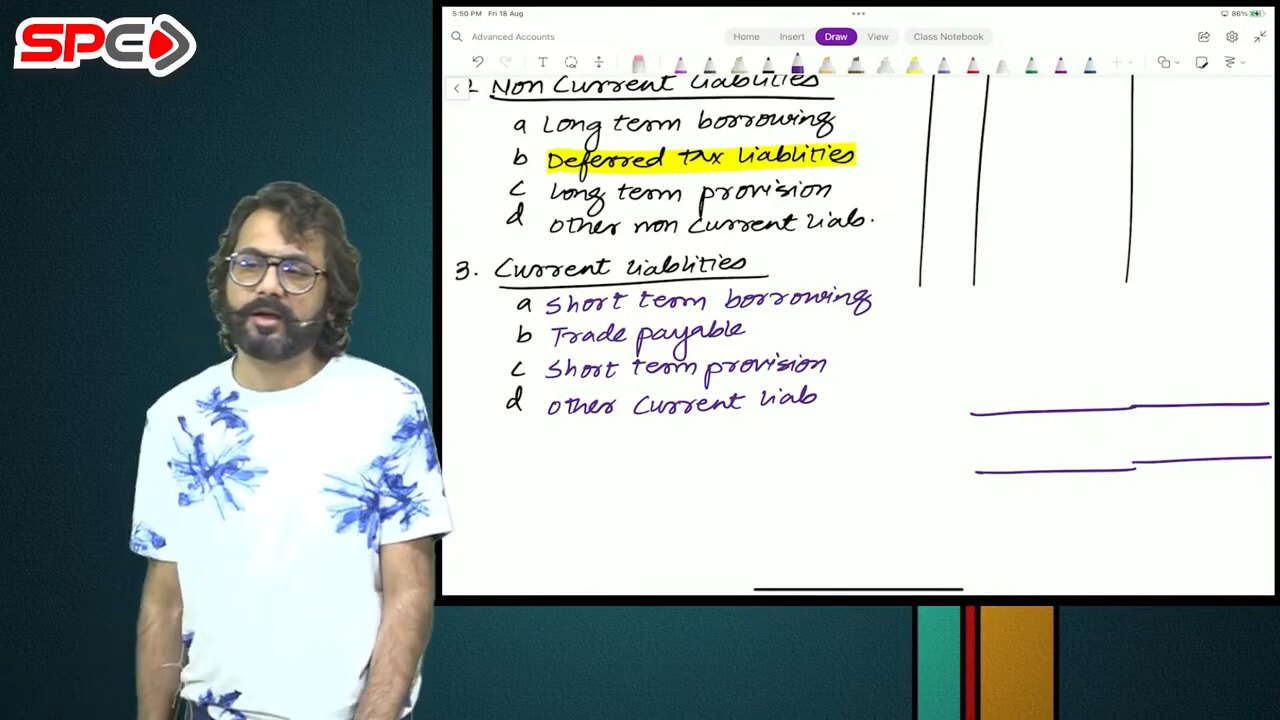 SPE
5:50 PM Fri 18 Aug
86%
Advanced Accounts
Home Insert Draw View Class Notebook
2. Non Current Liablities
a Long term borrowing
b Deferred tax Liablities
c Long term provision
d other non Current Liab.
3. Current Liablities
a Short term borrowing
b Trade payable
c Short term provision
d other Current Liab